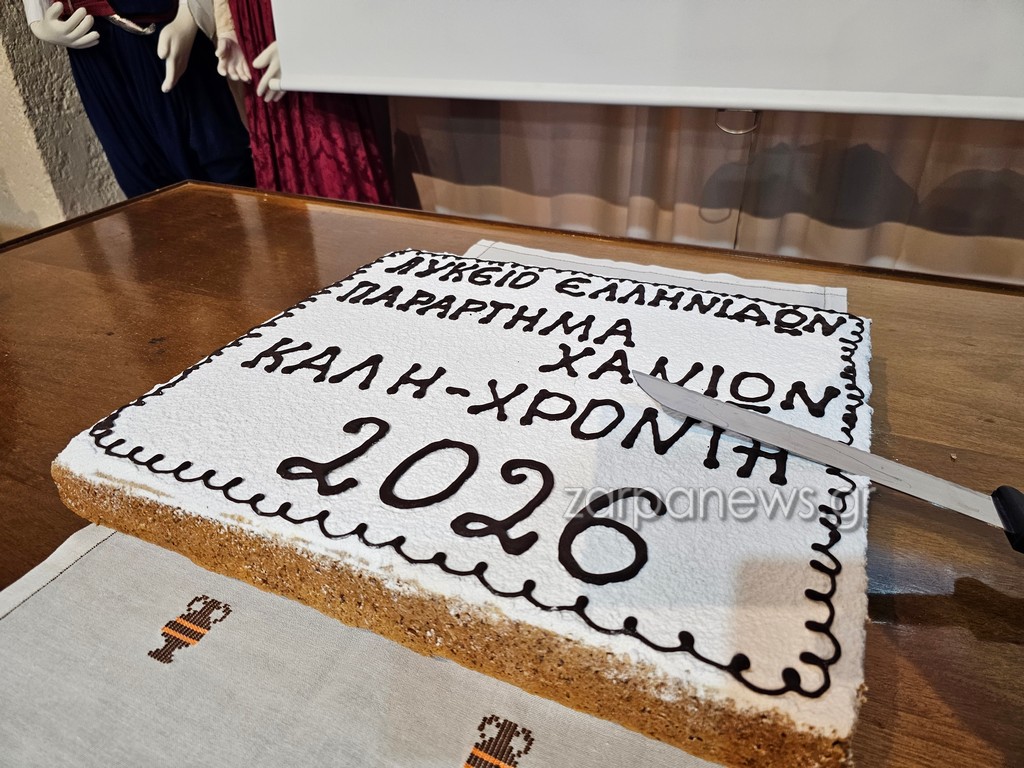 ΛΥΚΕΙΟ ΕΛΛΗΝΙΔΩΝ
ΠΑΡΑΡΤΗΜΑ
ΧΑΝΙΩΝ
ΚΑΛΗ-ΧΡΟΝΙΑ
2026
zarpanews.gr